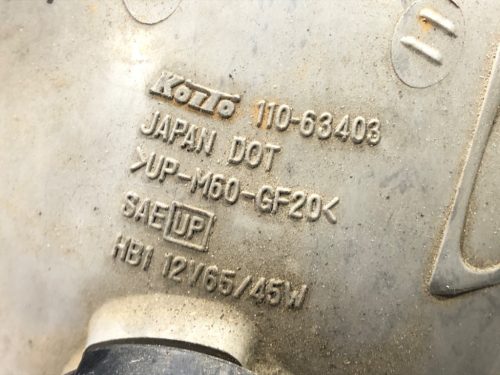 KOITO 110-63403
JAPAN DOT
>UP-M60-GF20<
SAE UP
HB1 12V65/45W